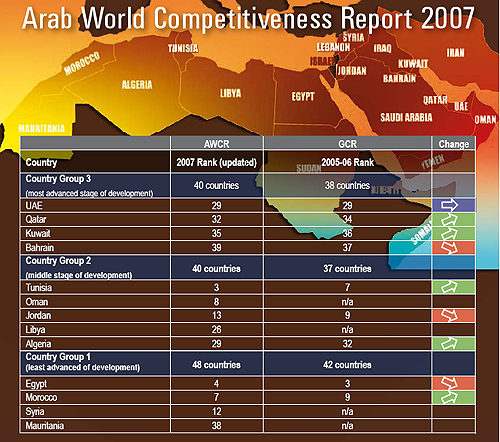 Arab World Competitiveness Report 2007
MOROCCO
TUNISIA
ALGERIA
LIBYA
EGYPT
LEBANON
SYRIA
ISRAEL
JORDAN
IRAQ
IRAN
KUWAIT
BAHRAIN
QATAR
UAE
OMAN
SAUDI ARABIA
MAURITANIA
SUDAN
YEMEN
AWCR GCR Change
Country 2007 Rank (updated) 2005-06 Rank
Country Group 3 40 countries 38 countries
(most advanced stage of development)
UAE 29 29
Qatar 32 34
Kuwait 35 36
Bahrain 39 37
Country Group 2 40 countries 37 countries
(middle stage of development)
Tunisia 3 7
Oman 8 n/a
Jordan 13 9
Libya 26 n/a
Algeria 29 32
Country Group 1 48 countries 42 countries
(least advanced of development)
Egypt 4 3
Morocco 7 9
Syria 12 n/a
Mauritania 38 n/a